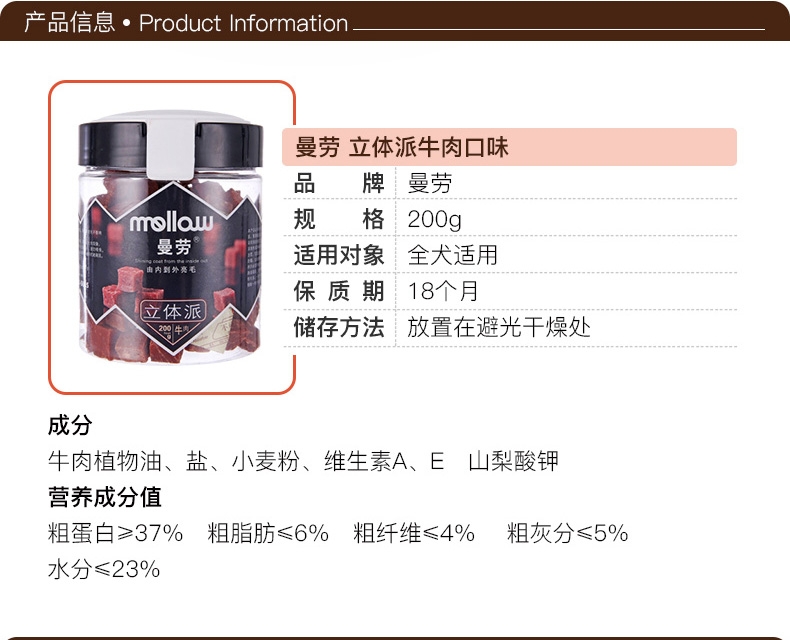 产品信息 • Product Information
曼劳 立体派牛肉口味
品 牌 曼劳
规 格 200g
适用对象 全犬适用
保 质 期 18个月
储存方法 放置在避光干燥处
mellow
曼劳®
Glowing coat from the inside out
由内到外亮毛
立体派
200g 牛肉
成分
牛肉植物油、盐、小麦粉、维生素A、E 山梨酸钾
营养成分值
粗蛋白≥37% 粗脂肪≤6% 粗纤维≤4% 粗灰分≤5%
水分≤23%